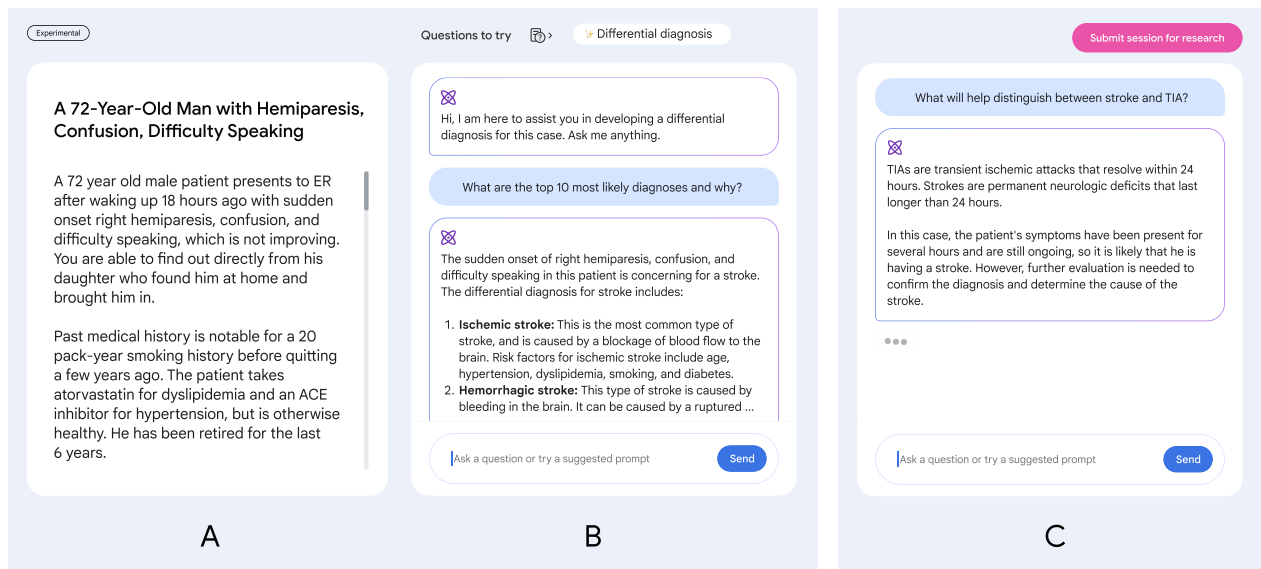 Experimental
A 72-Year-Old Man with Hemiparesis,
Confusion, Difficulty Speaking
A 72 year old male patient presents to ER
after waking up 18 hours ago with sudden
onset right hemiparesis, confusion, and
difficulty speaking, which is not improving.
You are able to find out directly from his
daughter who found him at home and
brought him in.
Past medical history is notable for a 20
pack-year smoking history before quitting
a few years ago. The patient takes
atorvastatin for dyslipidemia and an ACE
inhibitor for hypertension, but is otherwise
healthy. He has been retired for the last
6 years.
A
Questions to try
Differential diagnosis
Hi, I am here to assist you in developing a differential
diagnosis for this case. Ask me anything.
What are the top 10 most likely diagnoses and why?
The sudden onset of right hemiparesis, confusion, and
difficulty speaking in this patient is concerning for a stroke.
The differential diagnosis for stroke includes:
1. Ischemic stroke: This is the most common type of
stroke, and is caused by a blockage of blood flow to the
brain. Risk factors for ischemic stroke include age,
hypertension, dyslipidemia, smoking, and diabetes.
2. Hemorrhagic stroke: This type of stroke is caused by
bleeding in the brain. It can be caused by a ruptured ...
Ask a question or try a suggested prompt
Send
B
Submit session for research
What will help distinguish between stroke and TIA?
TIAs are transient ischemic attacks that resolve within 24
hours. Strokes are permanent neurologic deficits that last
longer than 24 hours.
In this case, the patient's symptoms have been present for
several hours and are still ongoing, so it is likely that he is
having a stroke. However, further evaluation is needed to
confirm the diagnosis and determine the cause of the
stroke.
Ask a question or try a suggested prompt
Send
C